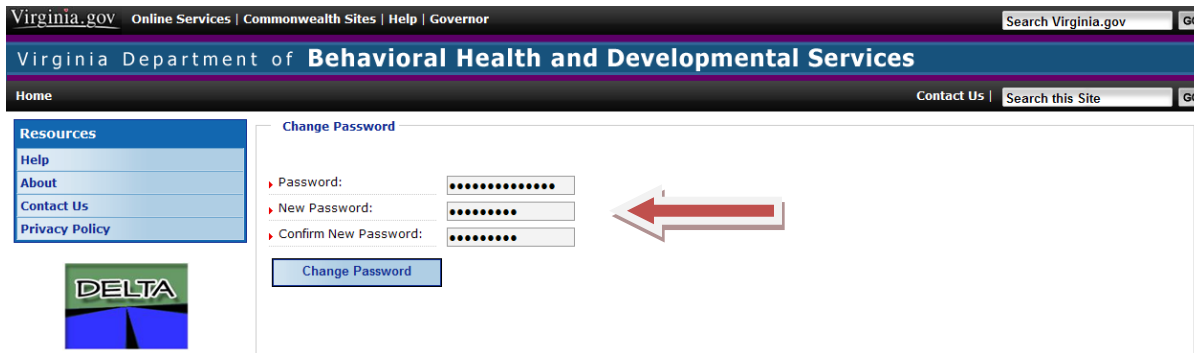 Virginia.gov Online Services | Commonwealth Sites | Help | Governor Search Virginia.gov
Virginia Department of Behavioral Health and Developmental Services
Home Contact Us | Search this Site
Resources
Help
About
Contact Us
Privacy Policy
DELTA
Change Password
Password: ••••••••••••••
New Password: •••••••••
Confirm New Password: •••••••••
Change Password